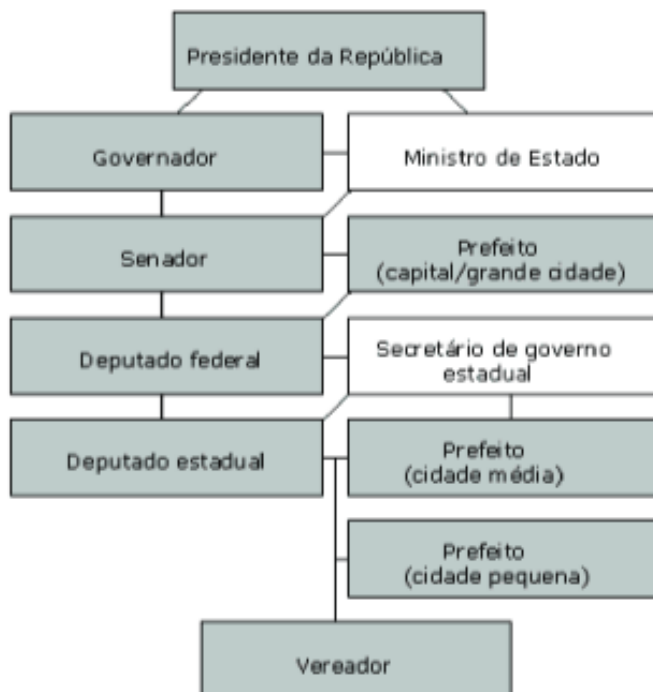 Presidente da República
Governador
Ministro de Estado
Senador
Prefeito
(capital/grande cidade)
Deputado federal
Secretário de governo
estadual
Deputado estadual
Prefeito
(cidade média)
Prefeito
(cidade pequena)
Vereador